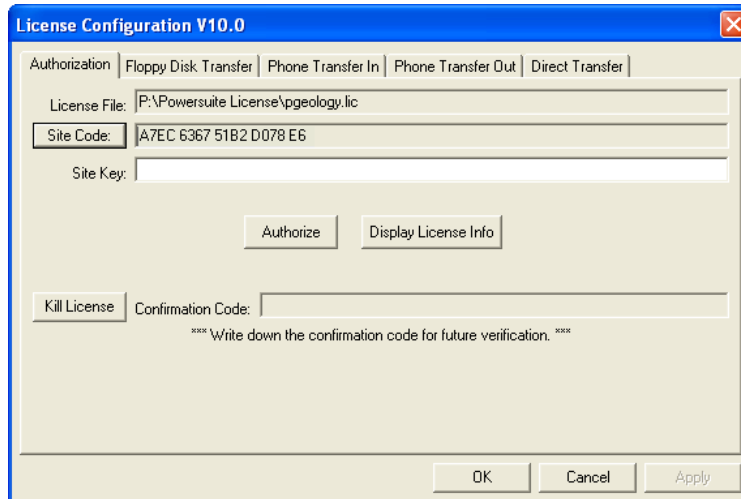 License Configuration V10.0
Authorization Floppy Disk Transfer Phone Transfer In Phone Transfer Out Direct Transfer
License File: P:\Powersuite License\pgeology.lic
Site Code: A7EC 6367 51B2 D078 E6
Site Key:
Authorize Display License Info
Kill License Confirmation Code:
*** Write down the confirmation code for future verification. ***
OK Cancel Apply